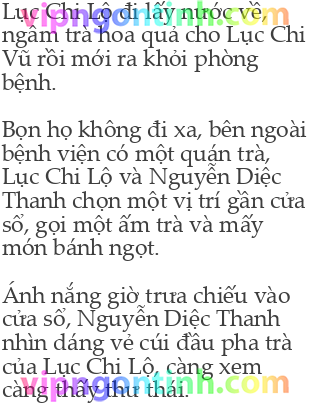 Lục Chi Lộ đi lấy nước về,
vipngontinh.com
ngâm trà hoa quả cho Lục Chi
Vũ rồi mới ra khỏi phòng
bệnh.
Bọn họ không đi xa, bên ngoài
bệnh viện có một quán trà,
Lục Chi Lộ và Nguyễn Diệc
Thanh chọn một vị trí gần cửa
sổ, gọi một ấm trà và mấy
món bánh ngọt.
Ánh nắng giờ trưa chiếu vào
cửa sổ, Nguyễn Diệc Thanh
nhìn dáng vẻ cúi đầu pha trà
của Lục Chi Lộ, càng xem
vipngontinh.com
càng thấy thư thái.